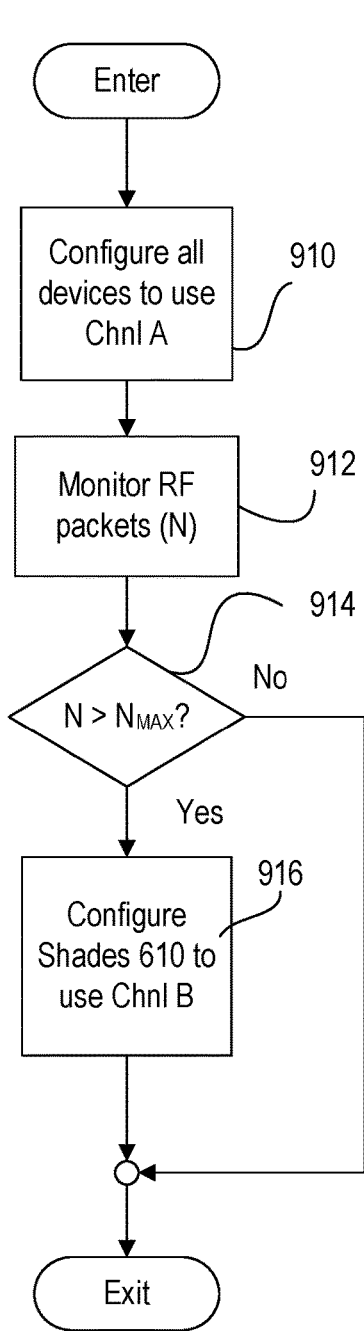 Enter
Configure all
devices to use
Chnl A
910
Monitor RF
packets (N)
912
914
N > NMAX?
No
Yes
916
Configure
Shades 610 to
use Chnl B
Exit